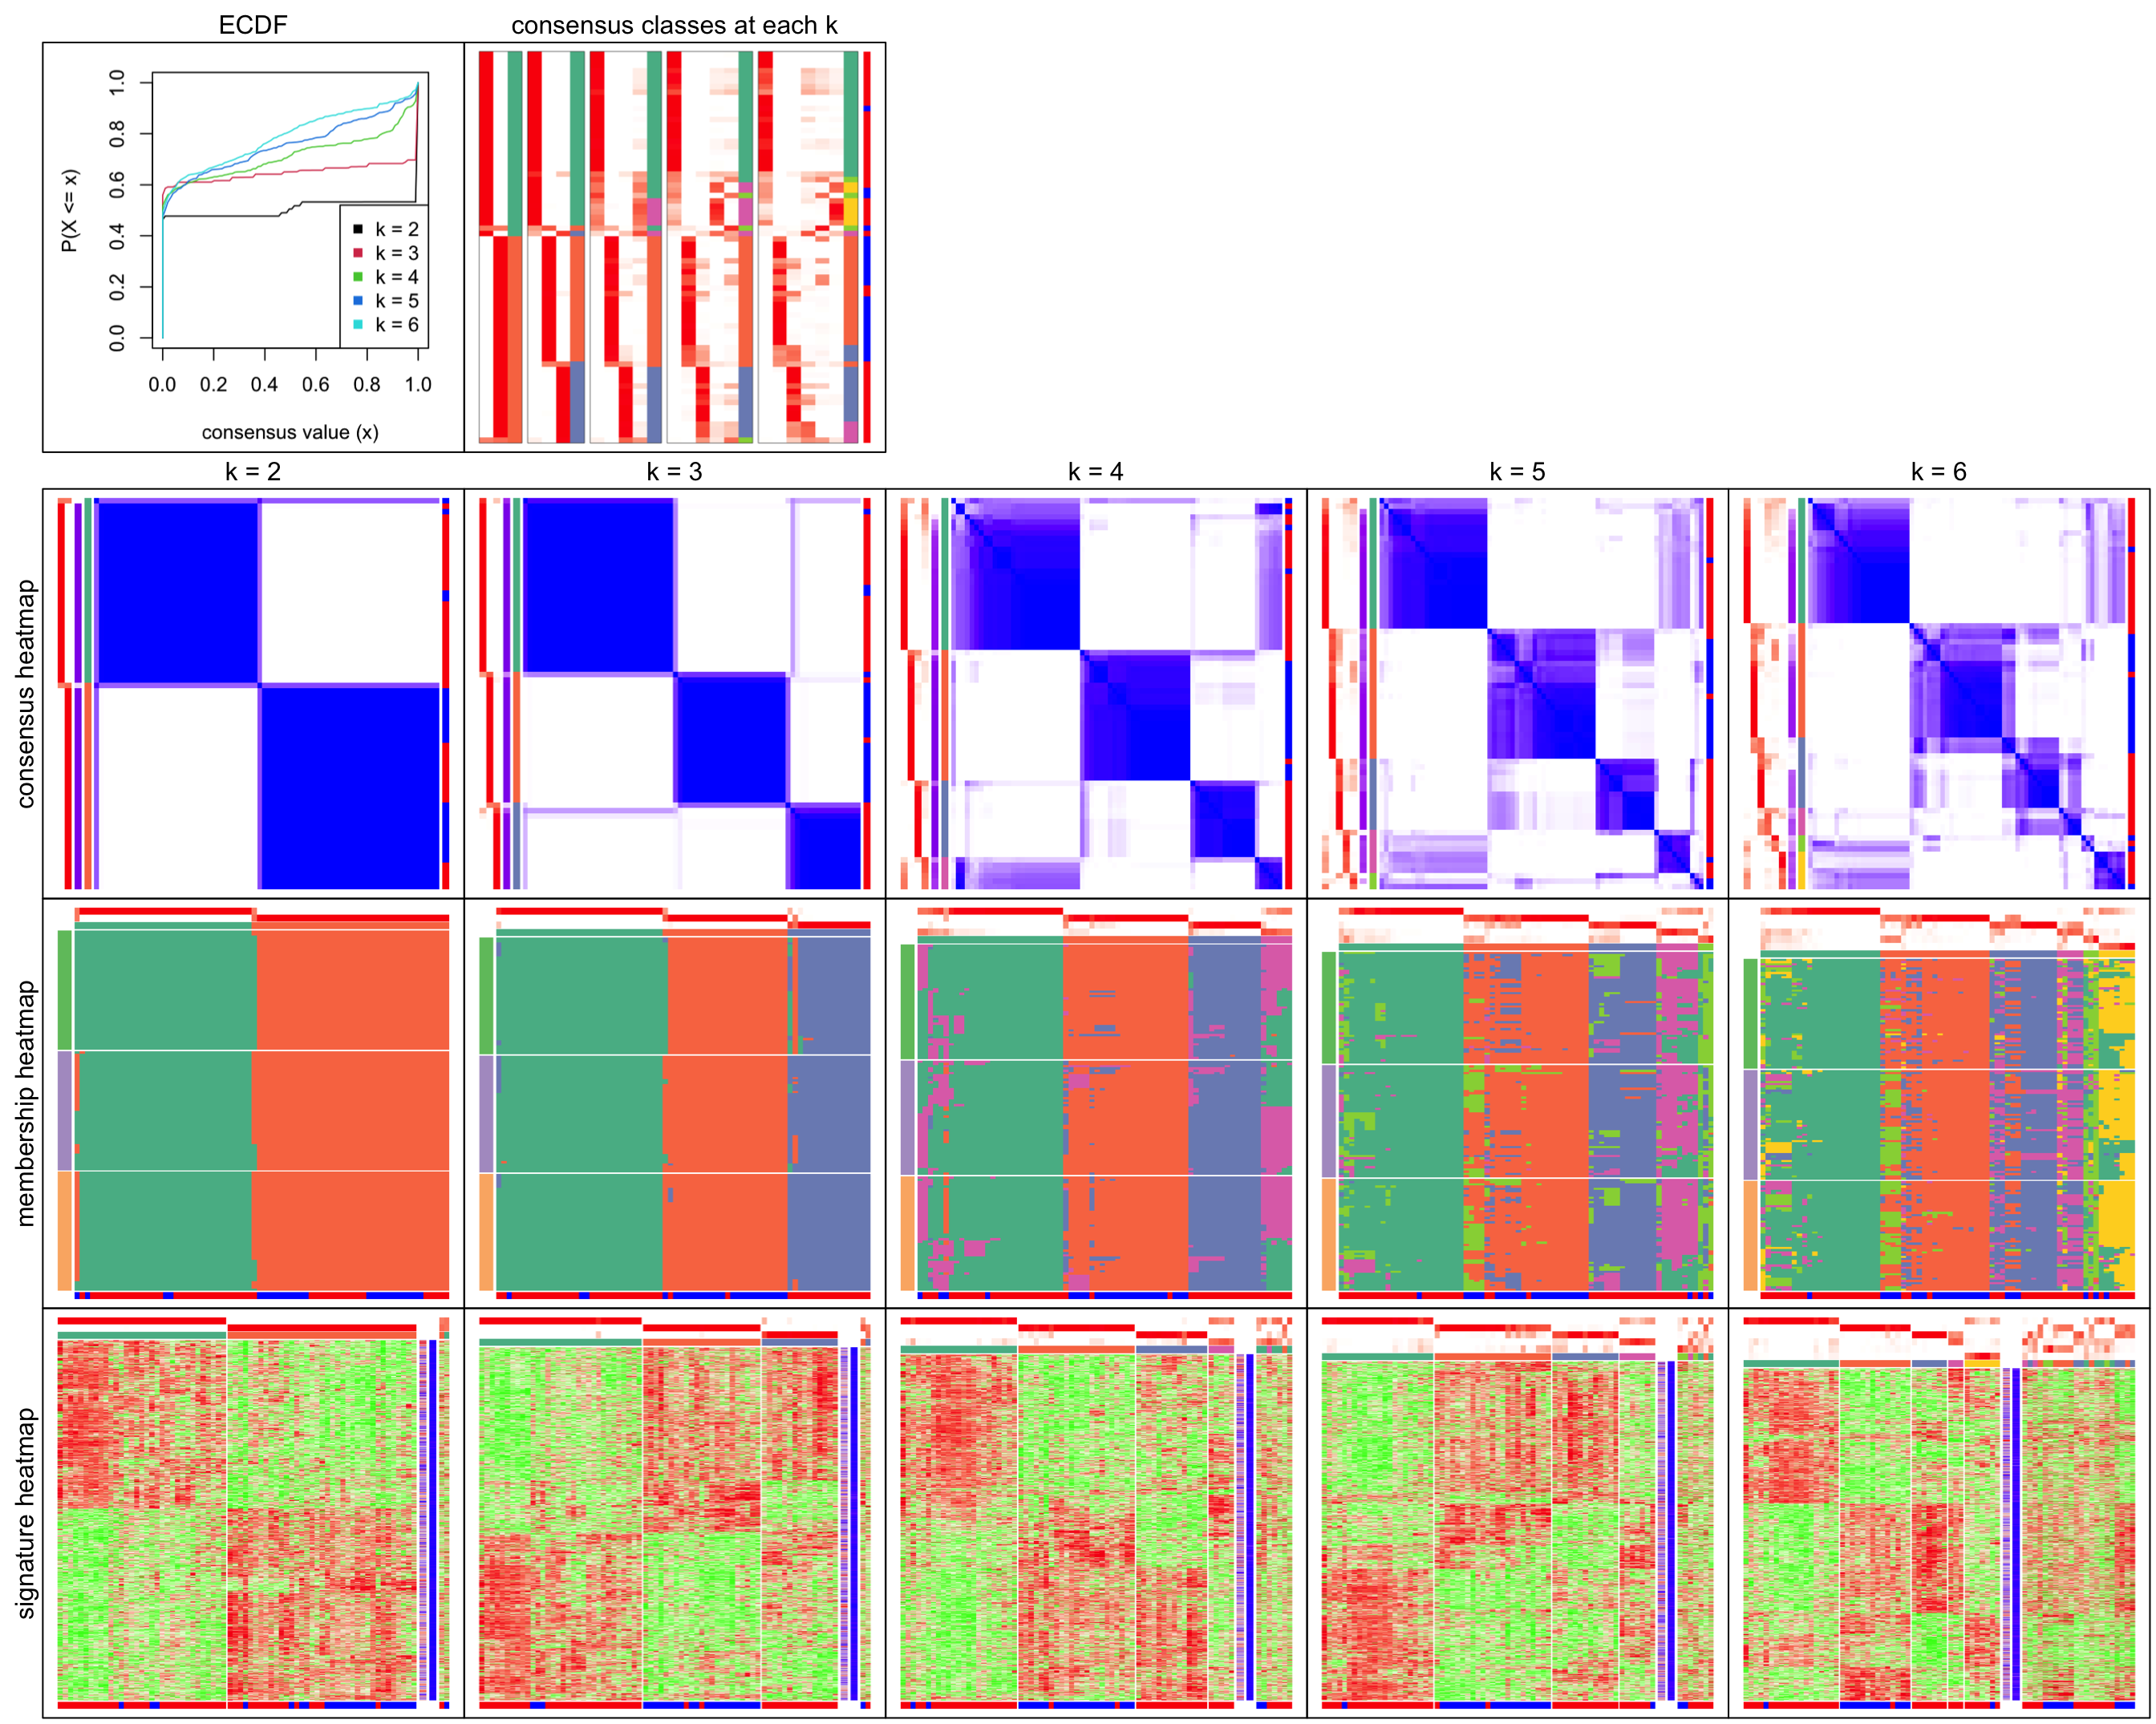 ECDF
consensus classes at each k
P(X <= x)
1.0
0.8
0.6
0.4
0.2
0.0
k = 2
k = 3
k = 4
k = 5
k = 6
0.0 0.2 0.4 0.6 0.8 1.0
consensus value (x)
k = 2
k = 3
k = 4
k = 5
k = 6
consensus heatmap
membership heatmap
signature heatmap